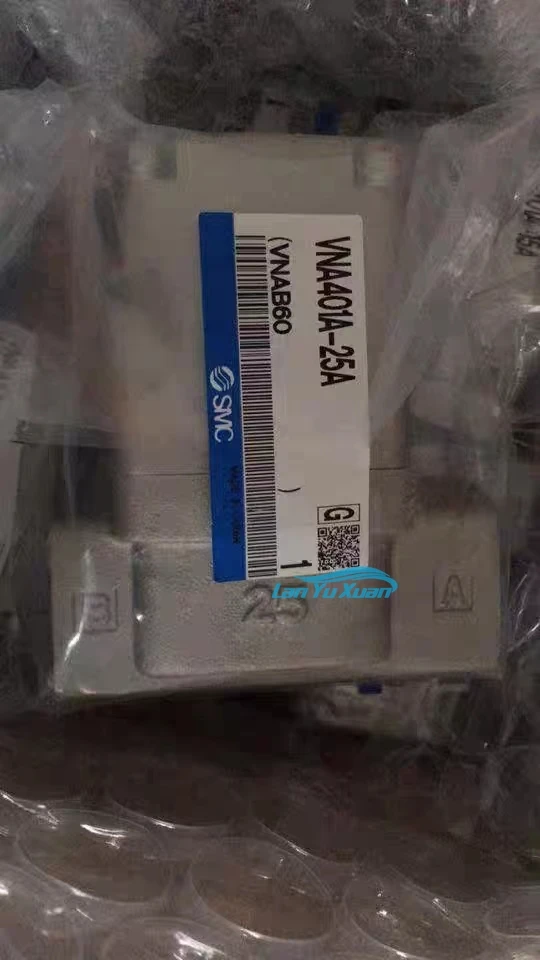 VNA401A-25A
(VNAB60 )
SMC
G
1
Lan Yu Xuan
B
25
A